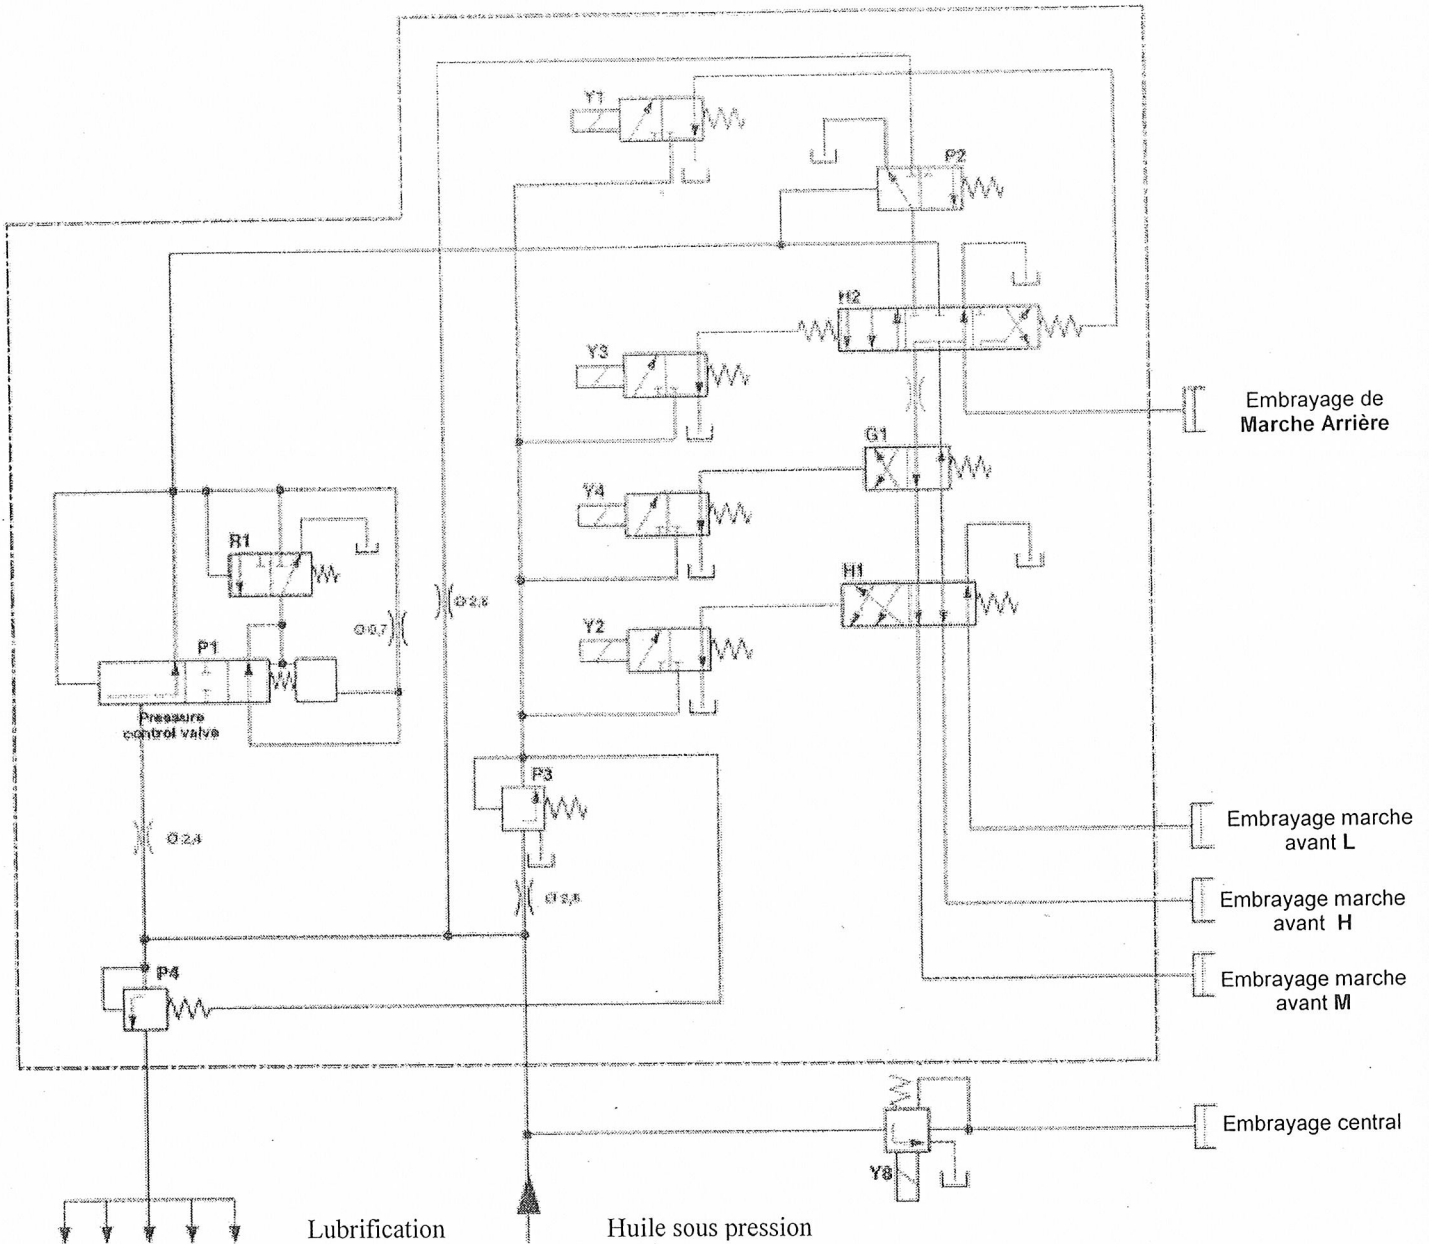 Y1
P2
H2
Y3
Embrayage de
Marche Arrière
G1
Y4
R1
H1
Ø 2,5
Ø 0,7
Y2
P1
Pressure
control valve
P3
Embrayage marche
avant L
Ø 2,4
Ø 2,5
Embrayage marche
avant H
P4
Embrayage marche
avant M
Embrayage central
Y8
Lubrification
Huile sous pression